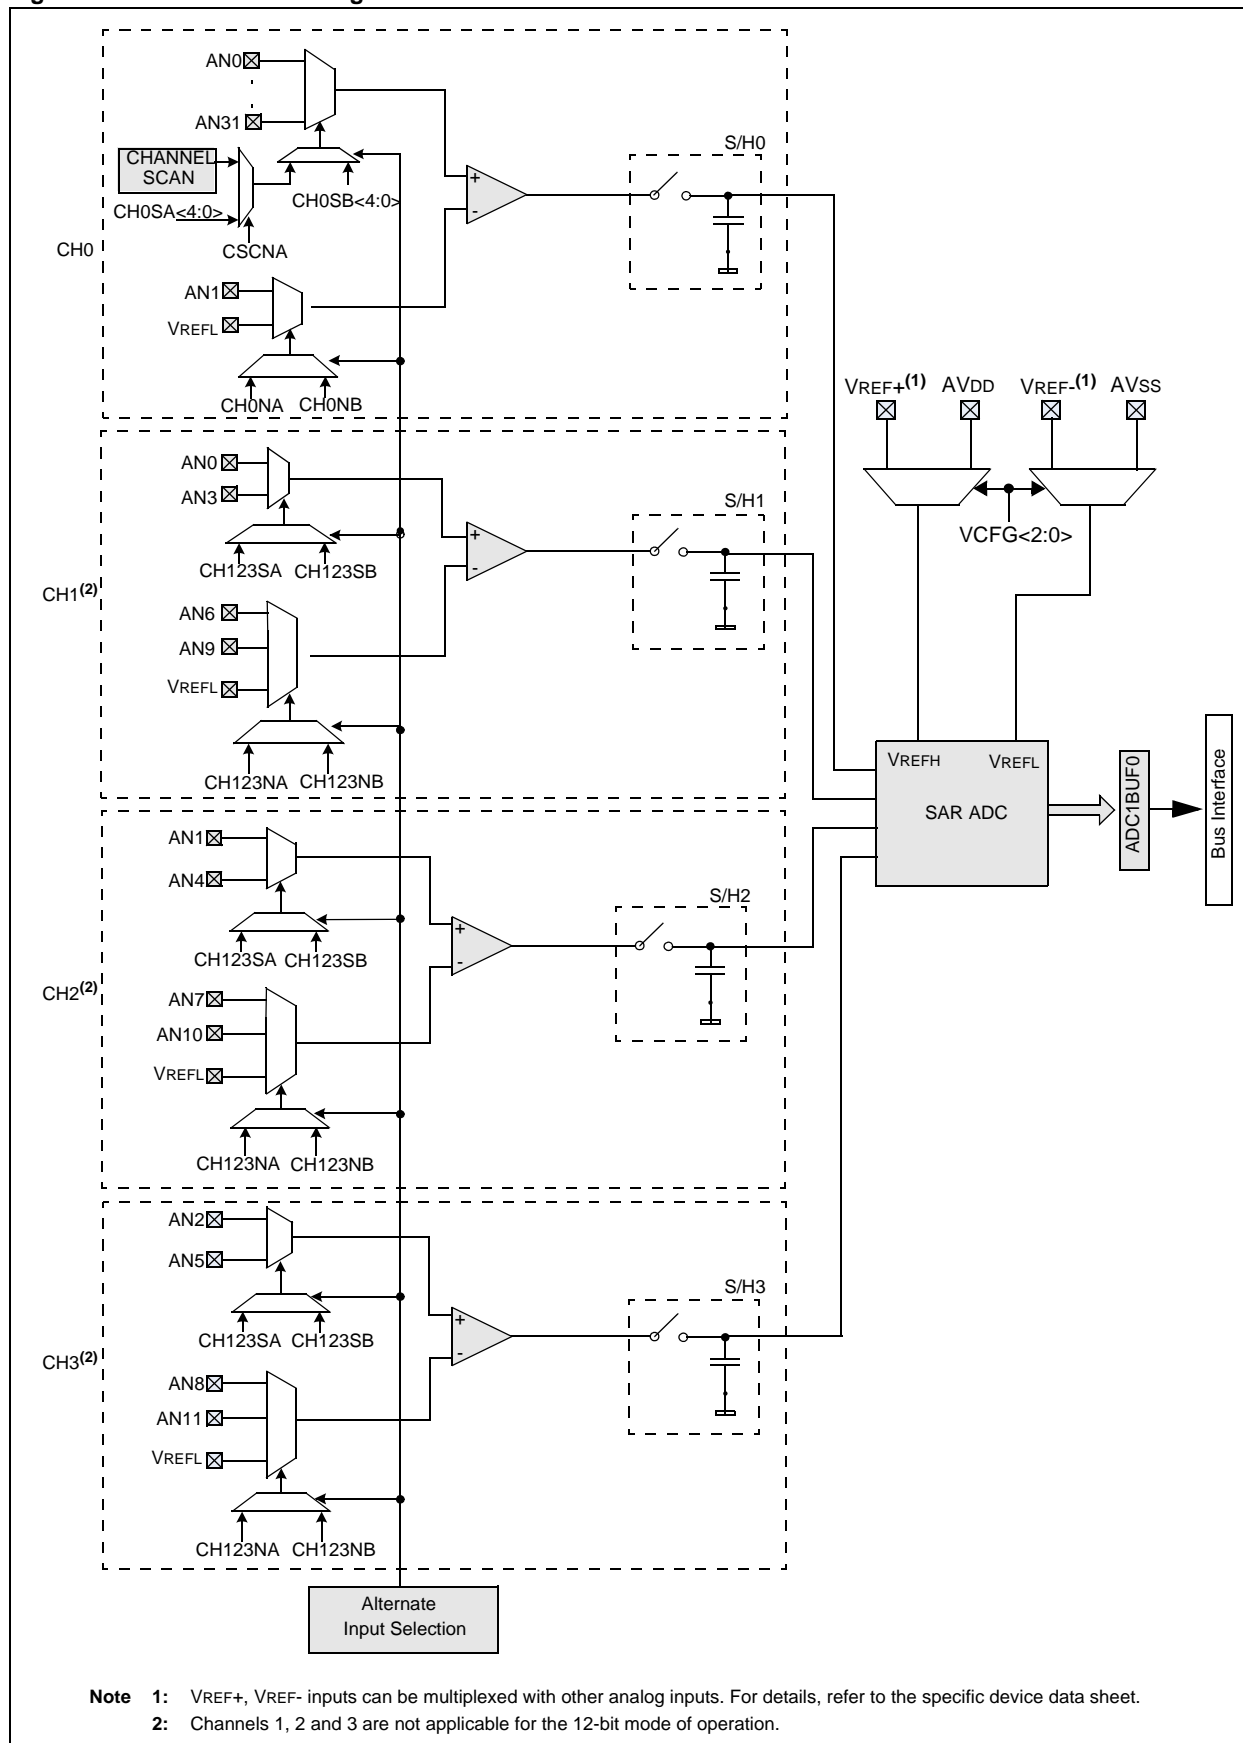 AN0
AN31
CHANNEL
SCAN
CH0SA<4:0>
CH0SB<4:0>
CSCNA
CH0
AN1
VREFL
CH0NA CH0NB
+
-
S/H0
AN0
AN3
CH123SA CH123SB
CH1(2)
AN6
AN9
VREFL
CH123NA CH123NB
+
-
S/H1
AN1
AN4
CH123SA CH123SB
CH2(2)
AN7
AN10
VREFL
CH123NA CH123NB
+
-
S/H2
AN2
AN5
CH123SA CH123SB
CH3(2)
AN8
AN11
VREFL
CH123NA CH123NB
+
-
S/H3
Alternate
Input Selection
VREF+(1) AVDD VREF-(1) AVSS
VCFG<2:0>
VREFH VREFL
SAR ADC
ADC1BUF0
Bus Interface
Note 1: VREF+, VREF- inputs can be multiplexed with other analog inputs. For details, refer to the specific device data sheet.
2: Channels 1, 2 and 3 are not applicable for the 12-bit mode of operation.